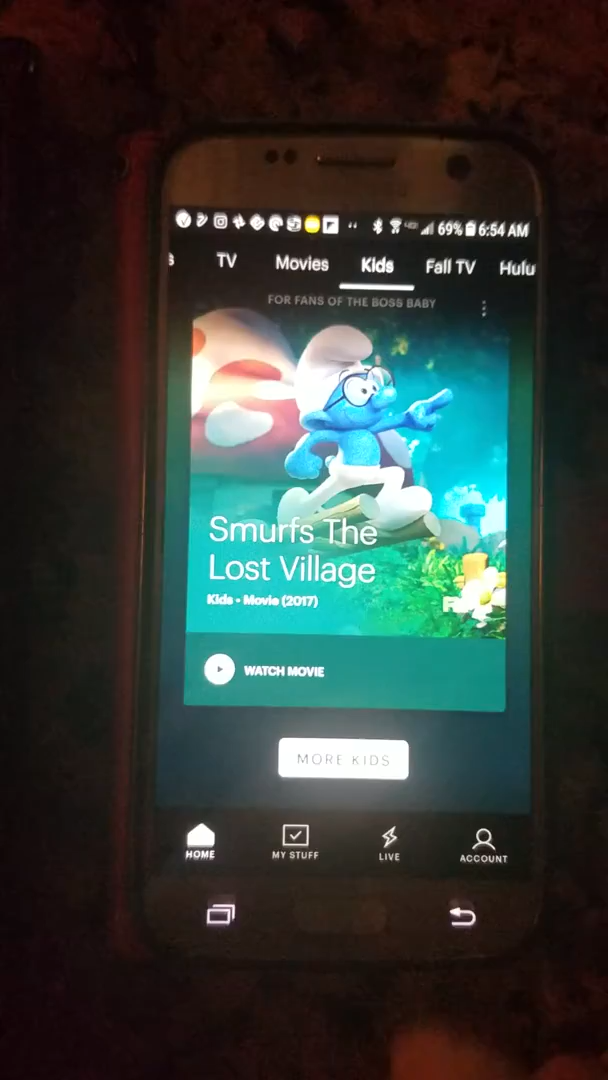 69% 6:54 AM
TV Movies Kids Fall TV Hulu
FOR FANS OF THE BOSS BABY
Smurfs The
Lost Village
Kids • Movie (2017)
WATCH MOVIE
MORE KIDS
HOME MY STUFF LIVE ACCOUNT